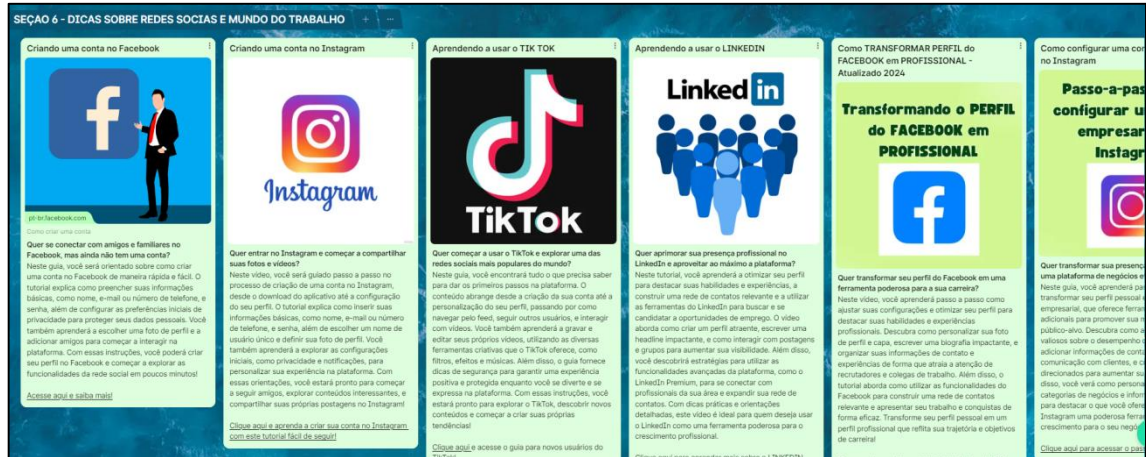 SEÇAO 6 - DICAS SOBRE REDES SOCIAS E MUNDO DO TRABALHO
Criando uma conta no Facebook
pt-br.facebook.com
Como criar uma conta
Quer se conectar com amigos e familiares no
Facebook, mas ainda não tem uma conta?
Neste guia, você será orientado sobre como criar
uma conta no Facebook de maneira rápida e fácil. O
tutorial explica como preencher suas informações
básicas, como nome, e-mail ou número de telefone, e
senha, além de configurar as preferências iniciais de
privacidade para proteger seus dados pessoais. Você
também aprenderá a escolher uma foto de perfil e a
adicionar amigos para começar a interagir na
plataforma. Com essas instruções, você poderá criar
seu perfil no Facebook e começar a explorar as
funcionalidades da rede social em poucos minutos!
Acesse aqui e saiba mais!
Criando uma conta no Instagram
Instagram
Quer entrar no Instagram e começar a compartilhar
suas fotos e vídeos?
Neste vídeo, você será guiado passo a passo no
processo de criação de uma conta no Instagram,
desde o download do aplicativo até a configuração
do seu perfil. O tutorial explica como inserir suas
informações básicas, como nome, e-mail ou número
de telefone, e senha, além de escolher um nome de
usuário único e definir sua foto de perfil. Você
também aprenderá a explorar as configurações
iniciais, como privacidade e notificações, para
personalizar sua experiência na plataforma. Com
essas orientações, você estará pronto para começar
a seguir amigos, explorar conteúdos interessantes, e
compartilhar suas próprias postagens no Instagram!
Clique aqui e aprenda a criar sua conta no Instagram
com este tutorial fácil de seguir!
Aprendendo a usar o TIK TOK
TikTok
Quer começar a usar o TikTok e explorar uma das
redes sociais mais populares do mundo?
Neste guia, você encontrará tudo o que precisa saber
para dar os primeiros passos na plataforma. O
conteúdo abrange desde a criação da sua conta até a
personalização do seu perfil, passando por como
navegar pelo feed, seguir outros usuários, e interagir
com vídeos. Você também aprenderá a gravar e
editar seus próprios vídeos, utilizando as diversas
ferramentas criativas que o TikTok oferece, como
filtros, efeitos e músicas. Além disso, o guia fornece
dicas de segurança para garantir uma experiência
positiva e protegida enquanto você se diverte e se
expressa na plataforma. Com essas instruções, você
estará pronto para explorar o TikTok, descobrir novos
conteúdos e começar a criar suas próprias
tendências!
Clique aqui e acesse o guia para novos usuários do
TikTok!
Aprendendo a usar o LINKEDIN
Linked in
Quer aprimorar sua presença profissional no
LinkedIn e aproveitar ao máximo a plataforma?
Neste tutorial, você aprenderá a otimizar seu perfil
para destacar suas habilidades e experiências, a
construir uma rede de contatos relevante e a utilizar
as ferramentas do LinkedIn para buscar e se
candidatar a oportunidades de emprego. O vídeo
aborda como criar um perfil atraente, escrever uma
headline impactante, e como interagir com postagens
e grupos para aumentar sua visibilidade. Além disso,
você descobrirá estratégias para utilizar as
funcionalidades avançadas da plataforma, como o
LinkedIn Premium, para se conectar com
profissionais da sua área e expandir sua rede de
contatos. Com dicas práticas e orientações
detalhadas, este vídeo é ideal para quem deseja usar
o LinkedIn como uma ferramenta poderosa para o
crescimento profissional.
Clique aqui para aprender mais sobre o LINKEDIN
Como TRANSFORMAR PERFIL do
FACEBOOK em PROFISSIONAL -
Atualizado 2024
Transformando o PERFIL
do FACEBOOK em
PROFISSIONAL
Quer transformar seu perfil do Facebook em uma
ferramenta poderosa para a sua carreira?
Neste vídeo, você aprenderá passo a passo como
ajustar suas configurações e otimizar seu perfil para
destacar suas habilidades e experiências
profissionais. Descubra como personalizar sua foto
de perfil e capa, escrever uma biografia impactante, e
organizar suas informações de contato e
experiências de forma que atraia a atenção de
recrutadores e colegas de trabalho. Além disso, o
tutorial aborda como utilizar as funcionalidades do
Facebook para construir uma rede de contatos
relevante e apresentar seu trabalho e conquistas de
forma eficaz. Transforme seu perfil pessoal em um
perfil profissional que reflita sua trajetória e objetivos
de carreira!
Como configurar uma con
no Instagram
Passo-a-pas
configurar u
empresar
Instagr
Quer transformar sua presença
uma plataforma de negócios e
Neste guia, você aprenderá pas
transformar seu perfil pessoal e
empresarial, que oferece ferram
adicionais para promover sua m
público-alvo. Descubra como a
valiosos sobre o desempenho d
adicionar informações de conta
comunicação com clientes, e c
direcionados para aumentar su
disso, você verá como persona
categorias de negócios e inform
para destacar o que você ofere
Instagram uma poderosa ferra
crescimento para o seu negóc
Clique aqui para acessar o pas